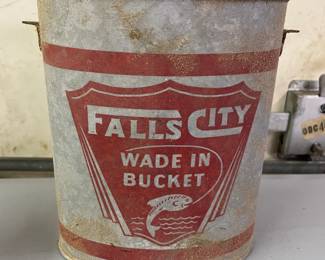 FALLS CITY
WADE IN
BUCKET